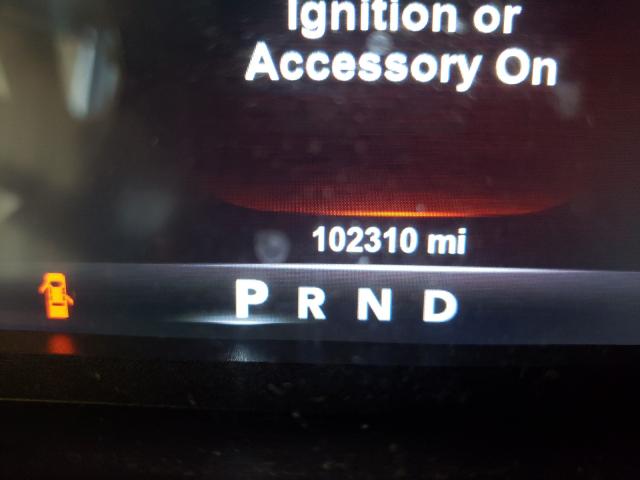 Ignition or
Accessory On
102310 mi
P R N D